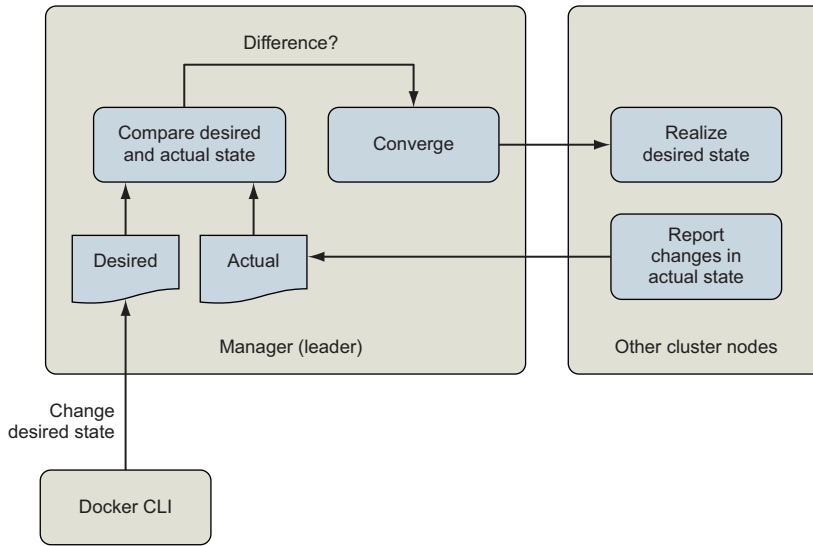 Difference?
Compare desired
and actual state
Converge
Realize
desired state
Desired
Actual
Report
changes in
actual state
Manager (leader)
Other cluster nodes
Change
desired state
Docker CLI